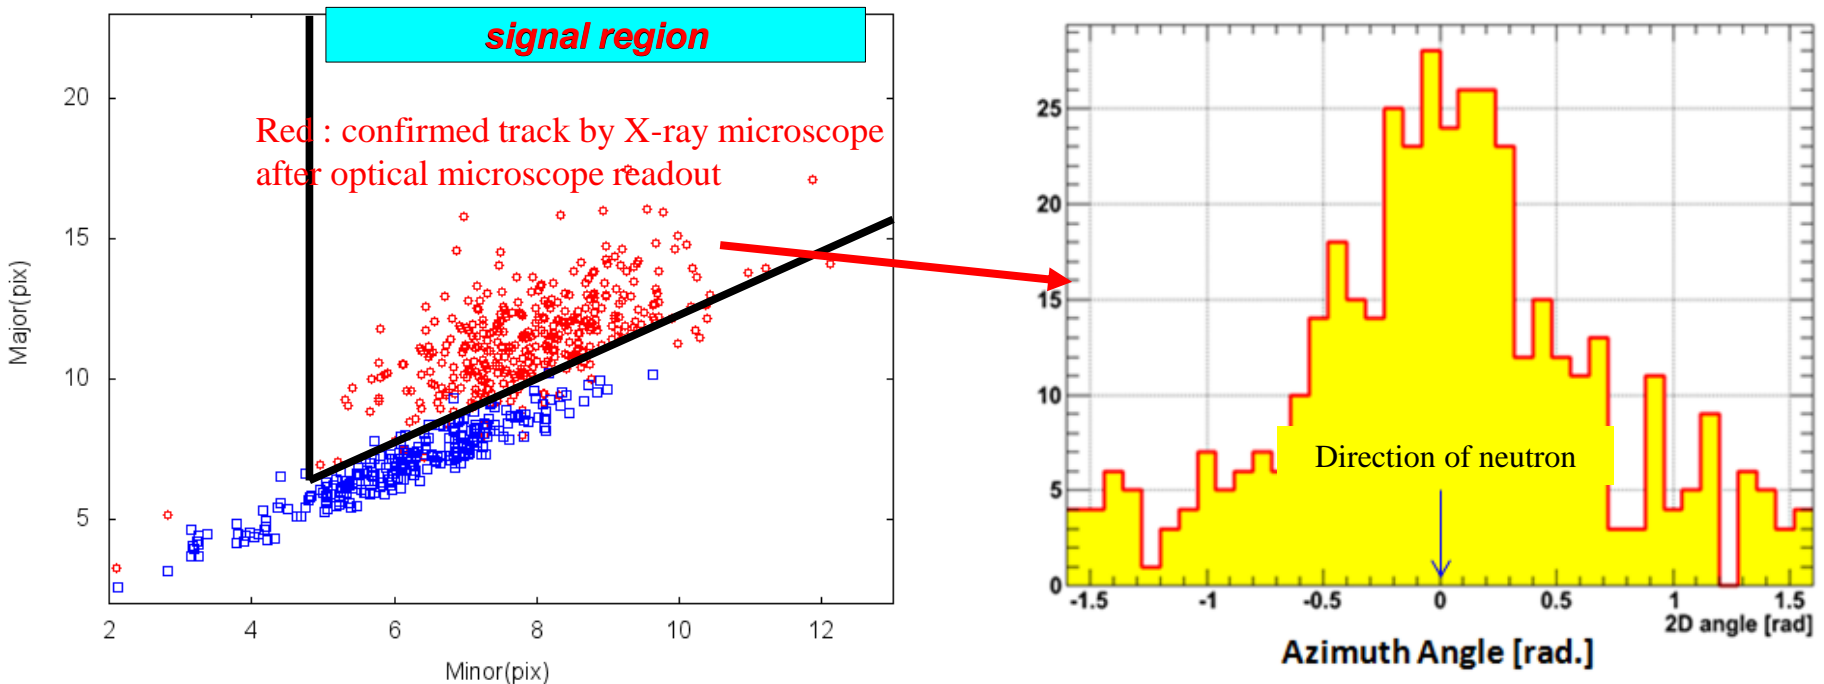 signal region
Red : confirmed track by X-ray microscope
after optical microscope readout
20
15
10
5
2
4
6
8
10
12
Major(pix)
Minor(pix)
25
20
15
10
5
0
Direction of neutron
-1.5
-1
-0.5
0
0.5
1
1.5
2D angle [rad]
Azimuth Angle [rad.]